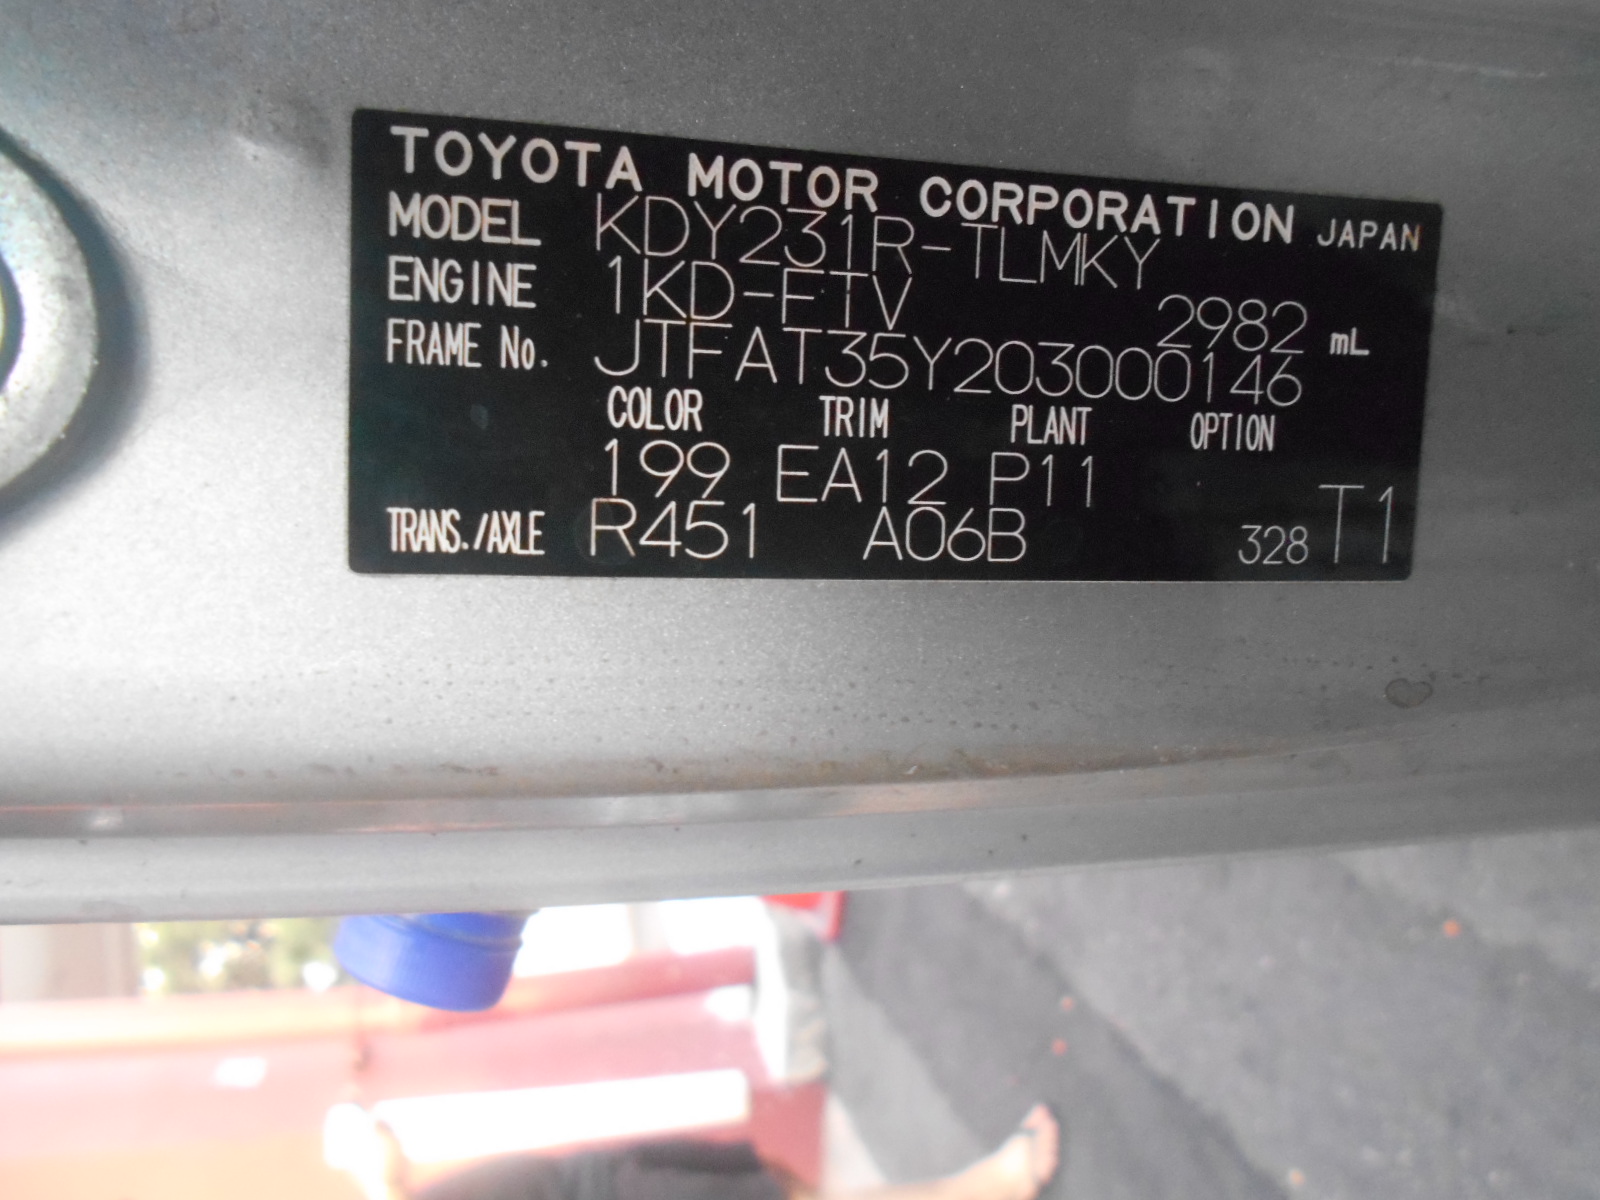 TOYOTA MOTOR CORPORATION JAPAN
MODEL KDY231R-TLMKY
ENGINE 1KD-FTV 2982 mL
FRAME No. JTFAT35Y203000146
COLOR TRIM PLANT OPTION
199 EA12 P11
TRANS./AXLE R451 A06B 328 T1